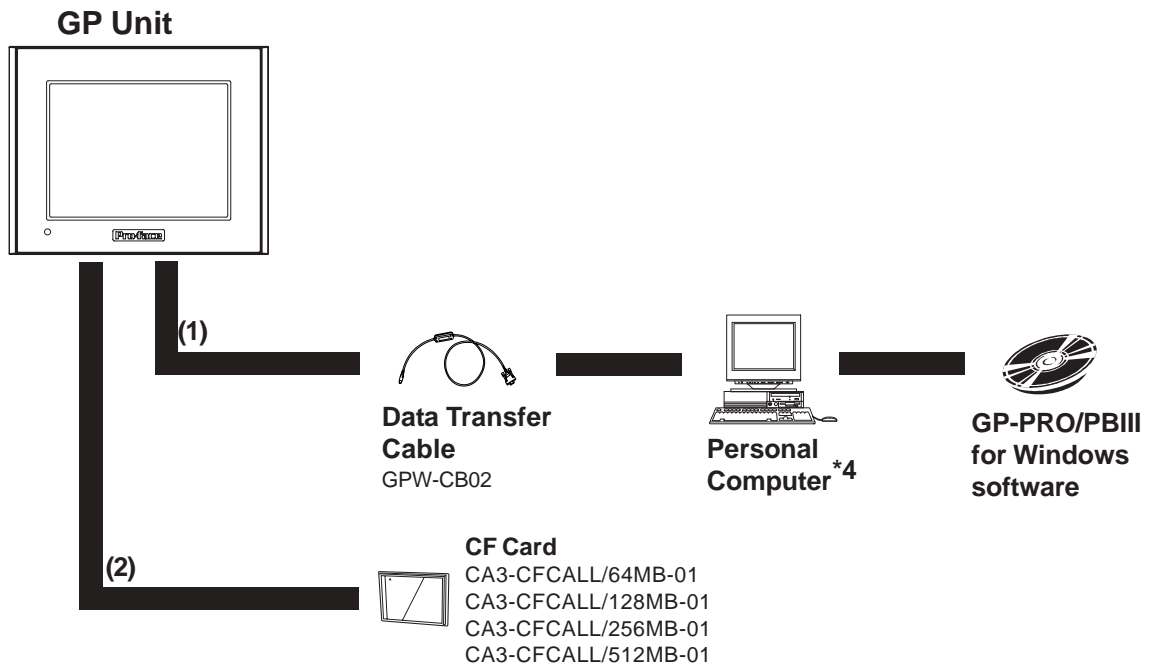 GP Unit
Pro-face
(1)
Data Transfer
Cable
GPW-CB02
Personal
Computer*4
GP-PRO/PBIII
for Windows
software
(2)
CF Card
CA3-CFCALL/64MB-01
CA3-CFCALL/128MB-01
CA3-CFCALL/256MB-01
CA3-CFCALL/512MB-01